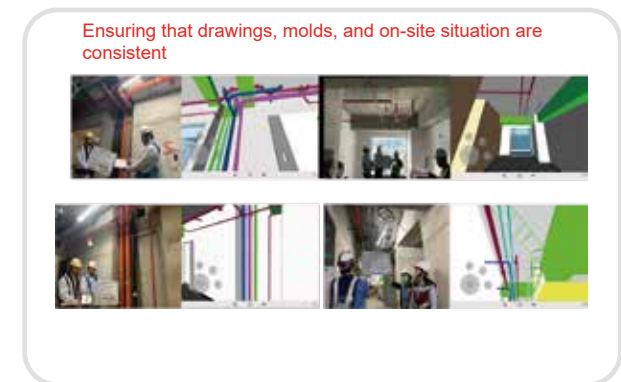 Ensuring that drawings, molds, and on-site situation are
consistent